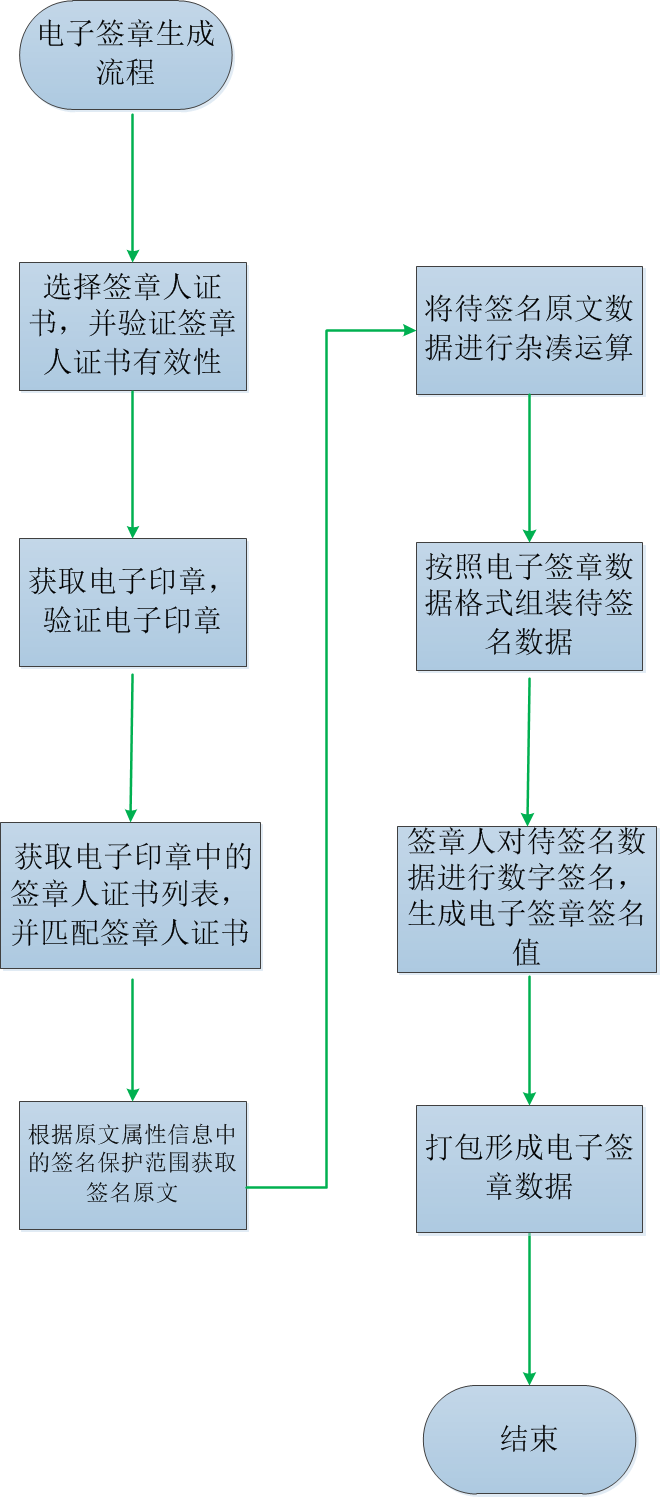 电子签章生成
流程
选择签章人证
书，并验证签章
人证书有效性
获取电子印章，
验证电子印章
获取电子印章中的
签章人证书列表，
并匹配签章人证书
根据原文属性信息中
的签名保护范围获取
签名原文
将待签名原文数
据进行杂凑运算
按照电子签章数
据格式组装待签
名数据
签章人对待签名数
据进行数字签名，
生成电子签章签名
值
打包形成电子签
章数据
结束